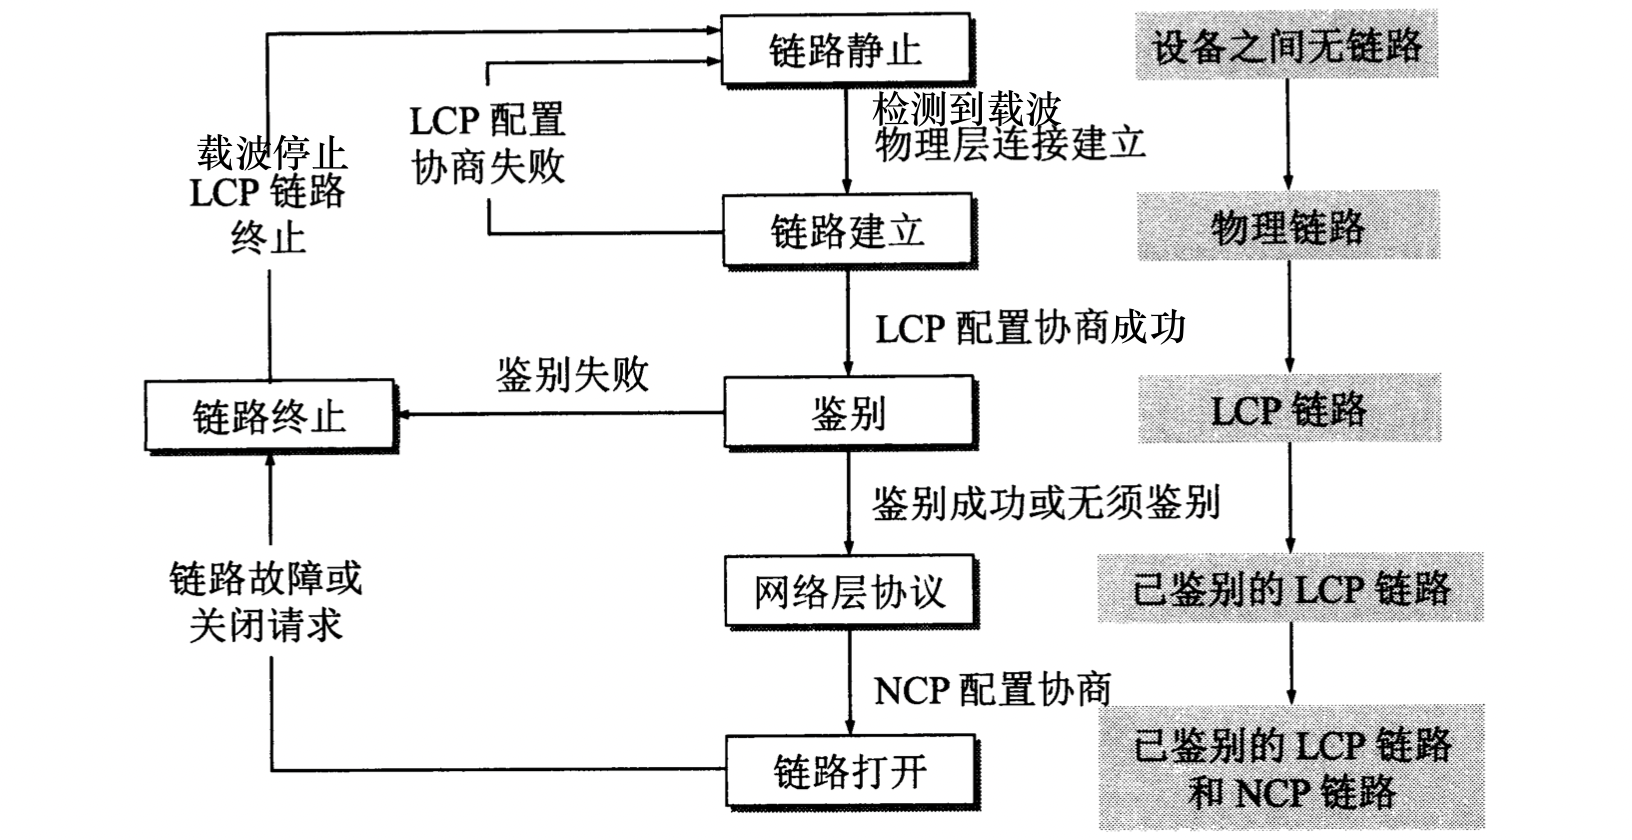 链路静止
设备之间无链路
检测到载波
物理层连接建立
LCP 配置
协商失败
载波停止
LCP 链路
终止
链路建立
物理链路
LCP 配置协商成功
鉴别失败
链路终止
鉴别
LCP 链路
鉴别成功或无须鉴别
链路故障或
关闭请求
网络层协议
已鉴别的 LCP 链路
NCP 配置协商
链路打开
已鉴别的 LCP 链路
和 NCP 链路